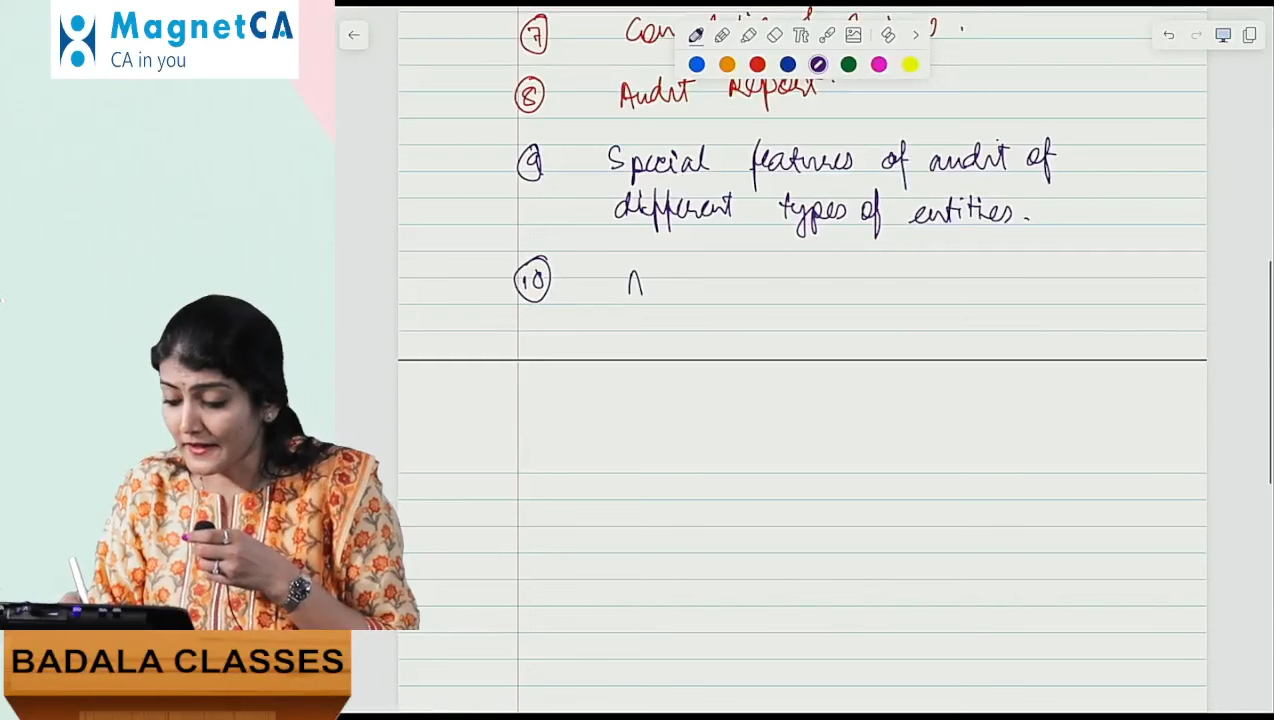 MagnetCA
CA in you
7
8 Audit Report.
9 Special features of audit of
different types of entities.
10
BADALA CLASSES